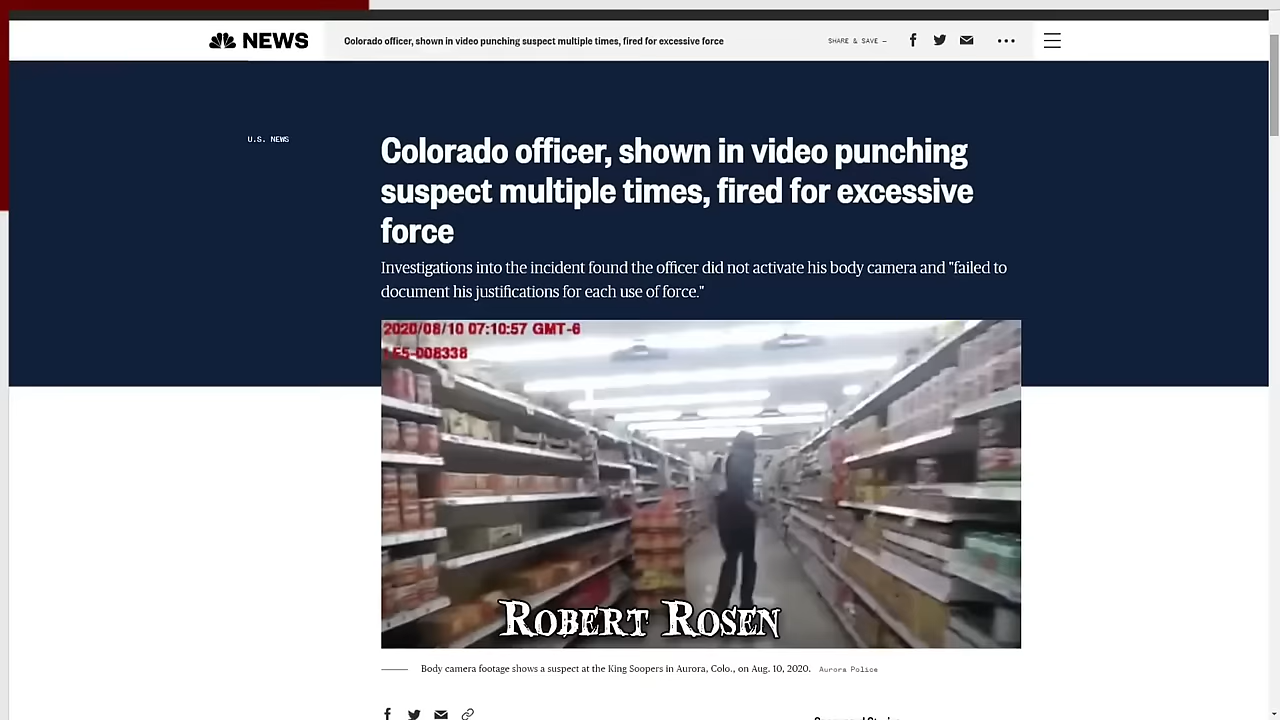 NEWS
Colorado officer, shown in video punching suspect multiple times, fired for excessive force
SHARE & SAVE —
U.S. NEWS
Colorado officer, shown in video punching
suspect multiple times, fired for excessive
force
Investigations into the incident found the officer did not activate his body camera and "failed to
document his justifications for each use of force."
2020/08/10 07:10:57 GMT-6
LE5-008338
ROBERT ROSEN
Body camera footage shows a suspect at the King Soopers in Aurora, Colo., on Aug. 10, 2020. Aurora Police